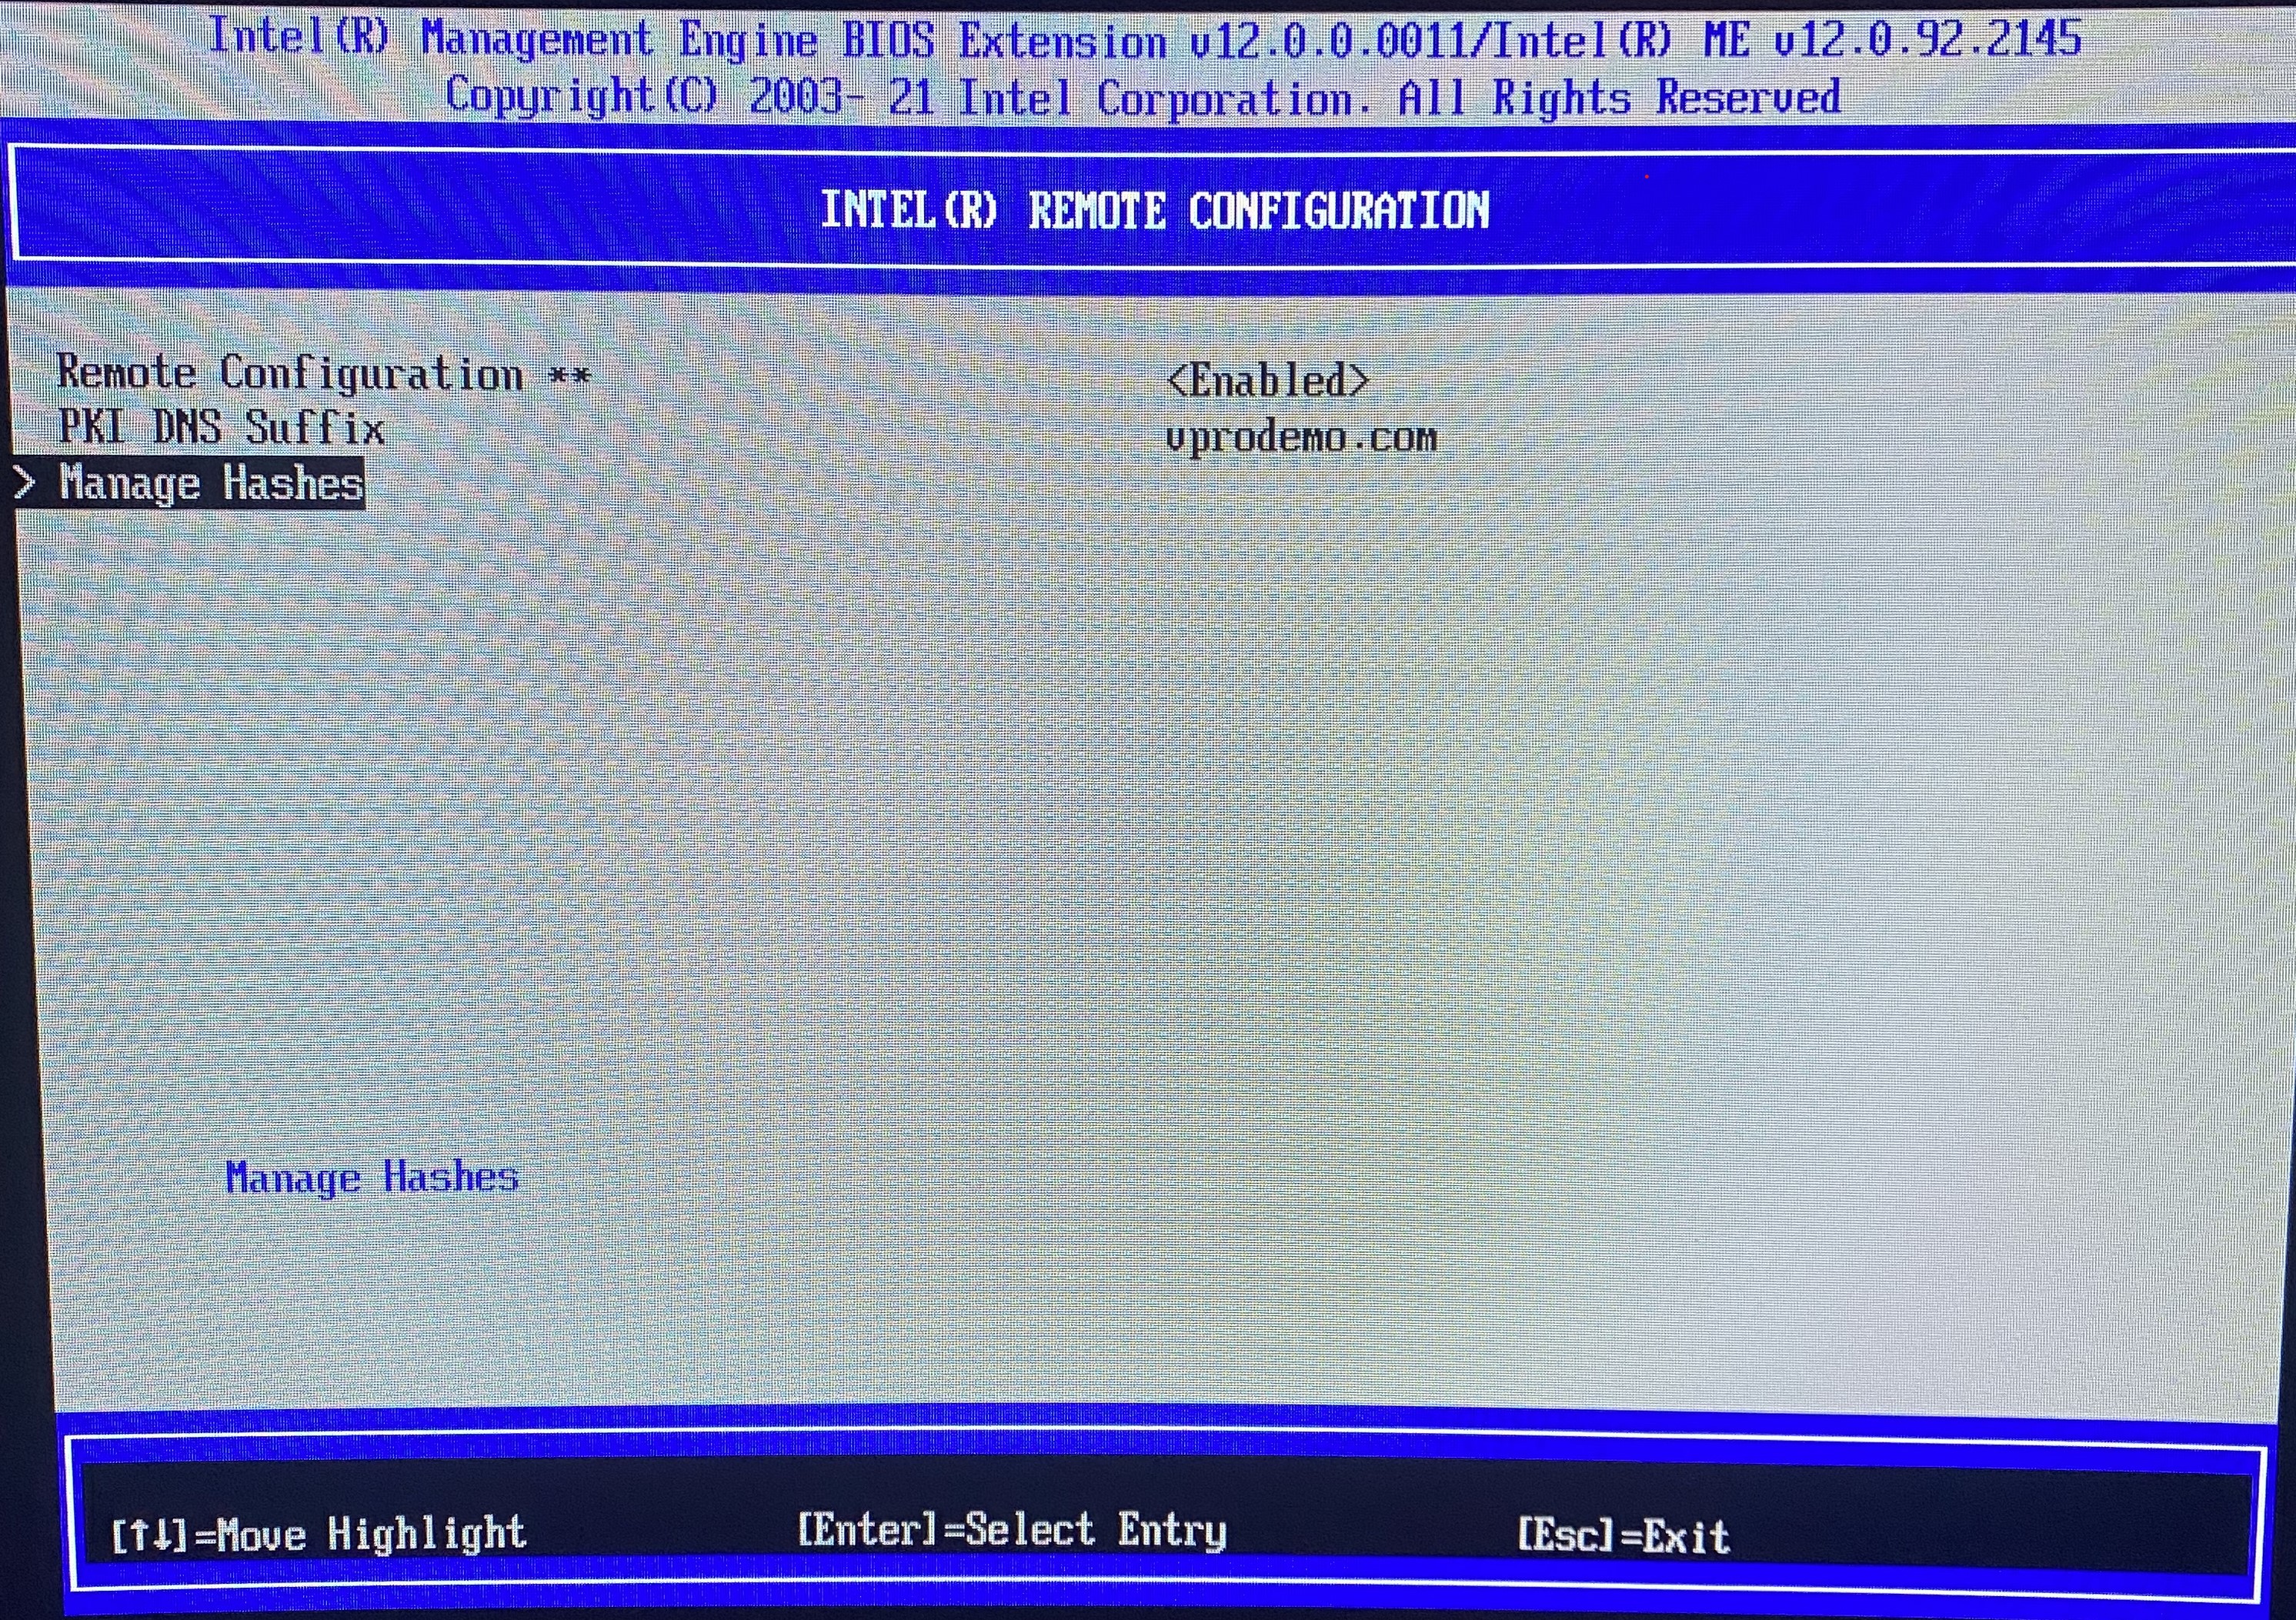 Intel(R) Management Engine BIOS Extension v12.0.0.0011/Intel(R) ME v12.0.92.2145
Copyright(C) 2003- 21 Intel Corporation. All Rights Reserved
INTEL(R) REMOTE CONFIGURATION
Remote Configuration ** <Enabled>
PKI DNS Suffix vprodemo.com
> Manage Hashes
Manage Hashes
[↑↓]=Move Highlight [Enter]=Select Entry [Esc]=Exit